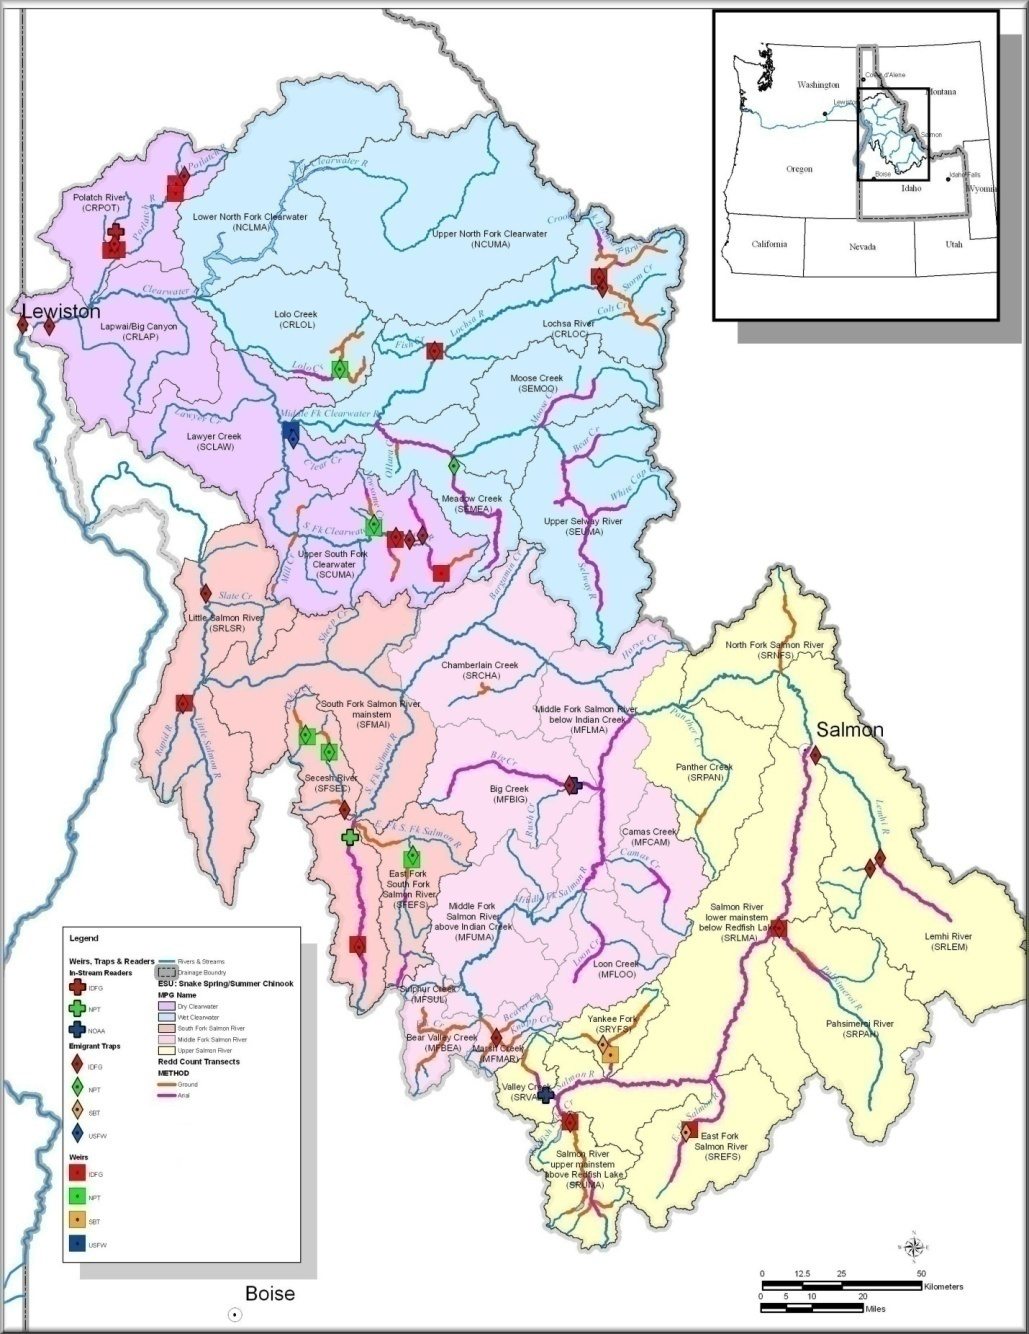 Washington
Coeur d'Alene
Montana
Lewiston
Salmon
Oregon
Boise
Idaho
Idaho Falls
Wyoming
California
Nevada
Utah
Potlatch R
Polatch River
(CRPOT)
Potlatch R
Lower North Fork Clearwater
(NCLMA)
Clearwater R
Upper North Fork Clearwater
(NCUMA)
Storm Cr
Colt Cr
Clearwater
Lewiston
Lapwai/Big Canyon
(CRLAP)
Lolo Creek
(CRLOL)
Lochsa R
Lochsa River
(CRLOC)
Fish Cr
Lolo Cr
Moose Creek
(SEMOO)
Moose Cr
Lawyer Cr
Middle Fk Clearwater R
Lawyer Creek
(SCLAW)
Bear Cr
Clear Cr
OHara C
White Cap C
Newsome C
Meadow Creek
(SEMEA)
Upper Selway River
(SEUMA)
S. Fk Clearwater
Upper South Fork
Clearwater
(SCUMA)
Mill Cr
Bargamin Cr
Selway R
Slate Cr
Little Salmon River
(SRLSR)
Sheep Cr
Horse Cr
North Fork Salmon River
(SRNFS)
Chamberlain Creek
(SRCHA)
South Fork Salmon River
mainstem
(SFMAI)
Middle Fork Salmon River
below Indian Creek
(MFLMA)
Panther C
Salmon
Rapid R
Little Salmon R
S. Fk Salmon R
Secesh River
(SFSEC)
Big Cr
Big Creek
(MFBIG)
Panther Creek
(SRPAN)
Rush Cr
Lemhi R
E. Fk S. Fk Salmon R
Camas Creek
(MFCAM)
Camas C
East Fork
South Fork
Salmon River
(SFEFS)
Middle Fk Salmon R
Middle Fork
Salmon River
above Indian Creek
(MFUMA)
Salmon River
lower mainstem
below Redfish Lake
(SRLMA)
Lemhi River
(SRLEM)
Loon Cr
Loon Creek
(MFLOO)
Pahsimeroi R
Sulphur Creek
(MFSUL)
Beaver Cr
Knapp Cr
Yankee Fork
(SRYFS)
Pahsimeroi River
(SRPAH)
Bear Valley Creek
(MFBEA)
Marsh Creek
(MFMAR)
Valley Creek
(SRVAL)
Salmon R
East Fork
Salmon River
(SREFS)
Salmon River
upper mainstem
above Redfish Lake
(SRUMA)
Legend
Weirs, Traps & Readers
In-Stream Readers
IDFG
NPT
NOAA
Emigrant Traps
IDFG
NPT
SBT
USFW
Weirs
IDFG
NPT
SBT
USFW
Rivers & Streams
Drainage Boundry
ESU: Snake Spring/Summer Chinook
MPG Name
Dry Clearwater
Wet Clearwater
South Fork Salmon River
Middle Fork Salmon River
Upper Salmon River
Redd Count Transects
METHOD
Ground
Arial
Boise
N
W E
S
0 12.5 25 50
Kilometers
0 5 10 20
Miles